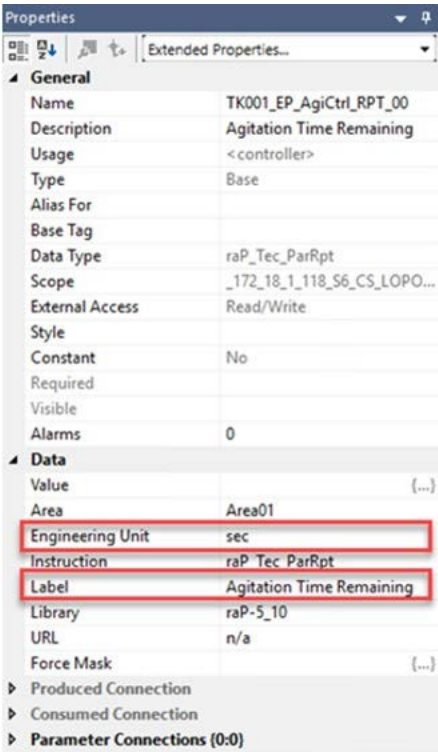 Properties
Extended Properties...
General
Name TK001_EP_AgiCtrl_RPT_00
Description Agitation Time Remaining
Usage <controller>
Type Base
Alias For
Base Tag
Data Type raP_Tec_ParRpt
Scope _172_18_1_118_S6_CS_LOPO...
External Access Read/Write
Style
Constant No
Required
Visible
Alarms 0
Data
Value {...}
Area Area01
Engineering Unit sec
Instruction raP_Tec_ParRpt
Label Agitation Time Remaining
Library raP-5_10
URL n/a
Force Mask {...}
Produced Connection
Consumed Connection
Parameter Connections {0:0}